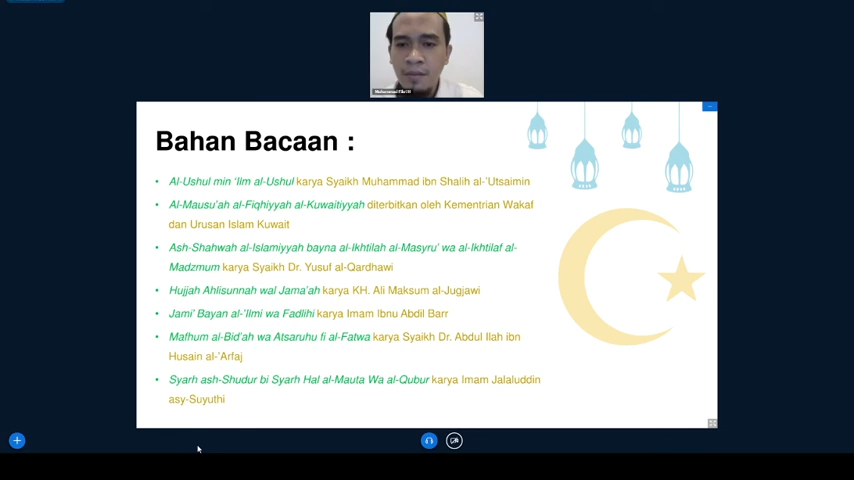 Bahan Bacaan :
• Al-Ushul min 'Ilm al-Ushul karya Syaikh Muhammad ibn Shalih al-'Utsaimin
• Al-Mausu'ah al-Fiqhiyyah al-Kuwaitiyyah diterbitkan oleh Kementrian Wakaf
dan Urusan Islam Kuwait
• Ash-Shahwah al-Islamiyyah bayna al-Ikhtilah al-Masyru' wa al-Ikhtilaf al-
Madzmum karya Syaikh Dr. Yusuf al-Qardhawi
• Hujjah Ahlisunnah wal Jama'ah karya KH. Ali Maksum al-Jugjawi
• Jami' Bayan al-'Ilmi wa Fadlihi karya Imam Ibnu Abdil Barr
• Mafhum al-Bid'ah wa Atsaruhu fi al-Fatwa karya Syaikh Dr. Abdul Ilah ibn
Husain al-'Arfaj
• Syarh ash-Shudur bi Syarh Hal al-Mauta Wa al-Qubur karya Imam Jalaluddin
asy-Suyuthi